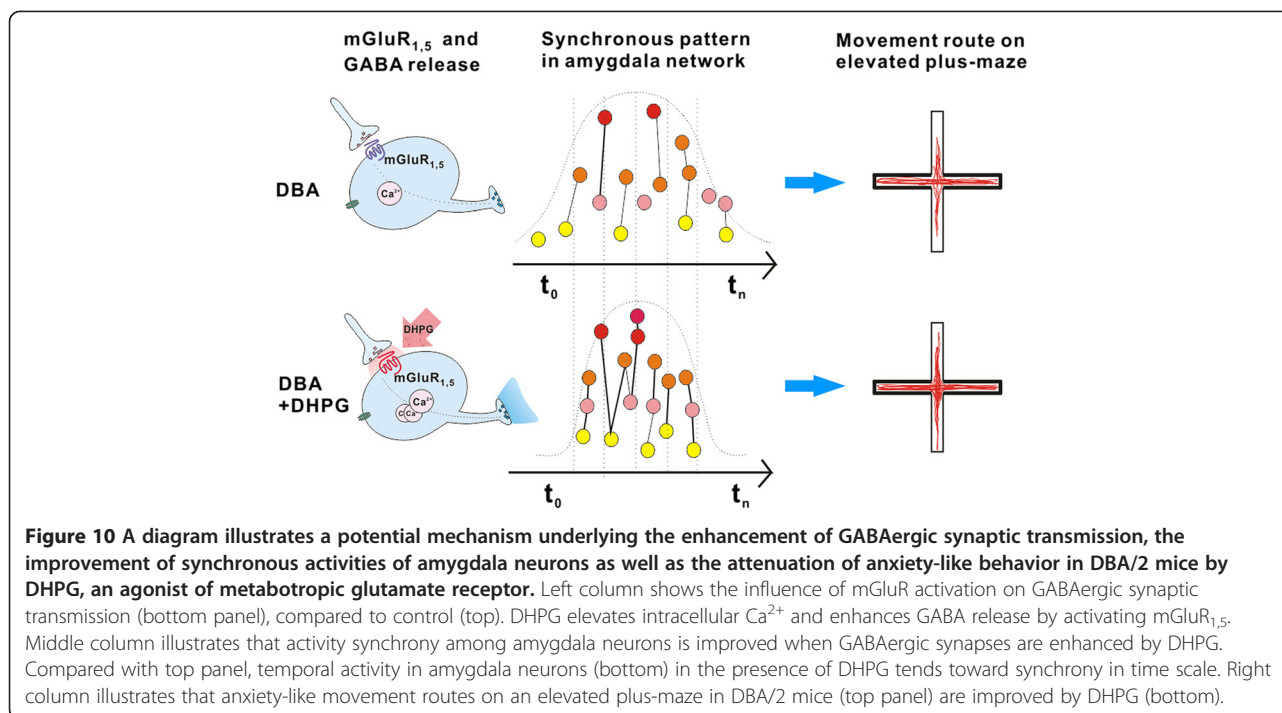 mGluR1,5 and
GABA release
Synchronous pattern
in amygdala network
Movement route on
elevated plus-maze
mGluR1,5
DBA
Ca2+
t0
tn
DHPG
mGluR1,5
DBA
+DHPG
Ca2+
C
Ca
t0
tn
Figure 10 A diagram illustrates a potential mechanism underlying the enhancement of GABAergic synaptic transmission, the
improvement of synchronous activities of amygdala neurons as well as the attenuation of anxiety-like behavior in DBA/2 mice by
DHPG, an agonist of metabotropic glutamate receptor. Left column shows the influence of mGluR activation on GABAergic synaptic
transmission (bottom panel), compared to control (top). DHPG elevates intracellular Ca2+ and enhances GABA release by activating mGluR1,5.
Middle column illustrates that activity synchrony among amygdala neurons is improved when GABAergic synapses are enhanced by DHPG.
Compared with top panel, temporal activity in amygdala neurons (bottom) in the presence of DHPG tends toward synchrony in time scale. Right
column illustrates that anxiety-like movement routes on an elevated plus-maze in DBA/2 mice (top panel) are improved by DHPG (bottom).